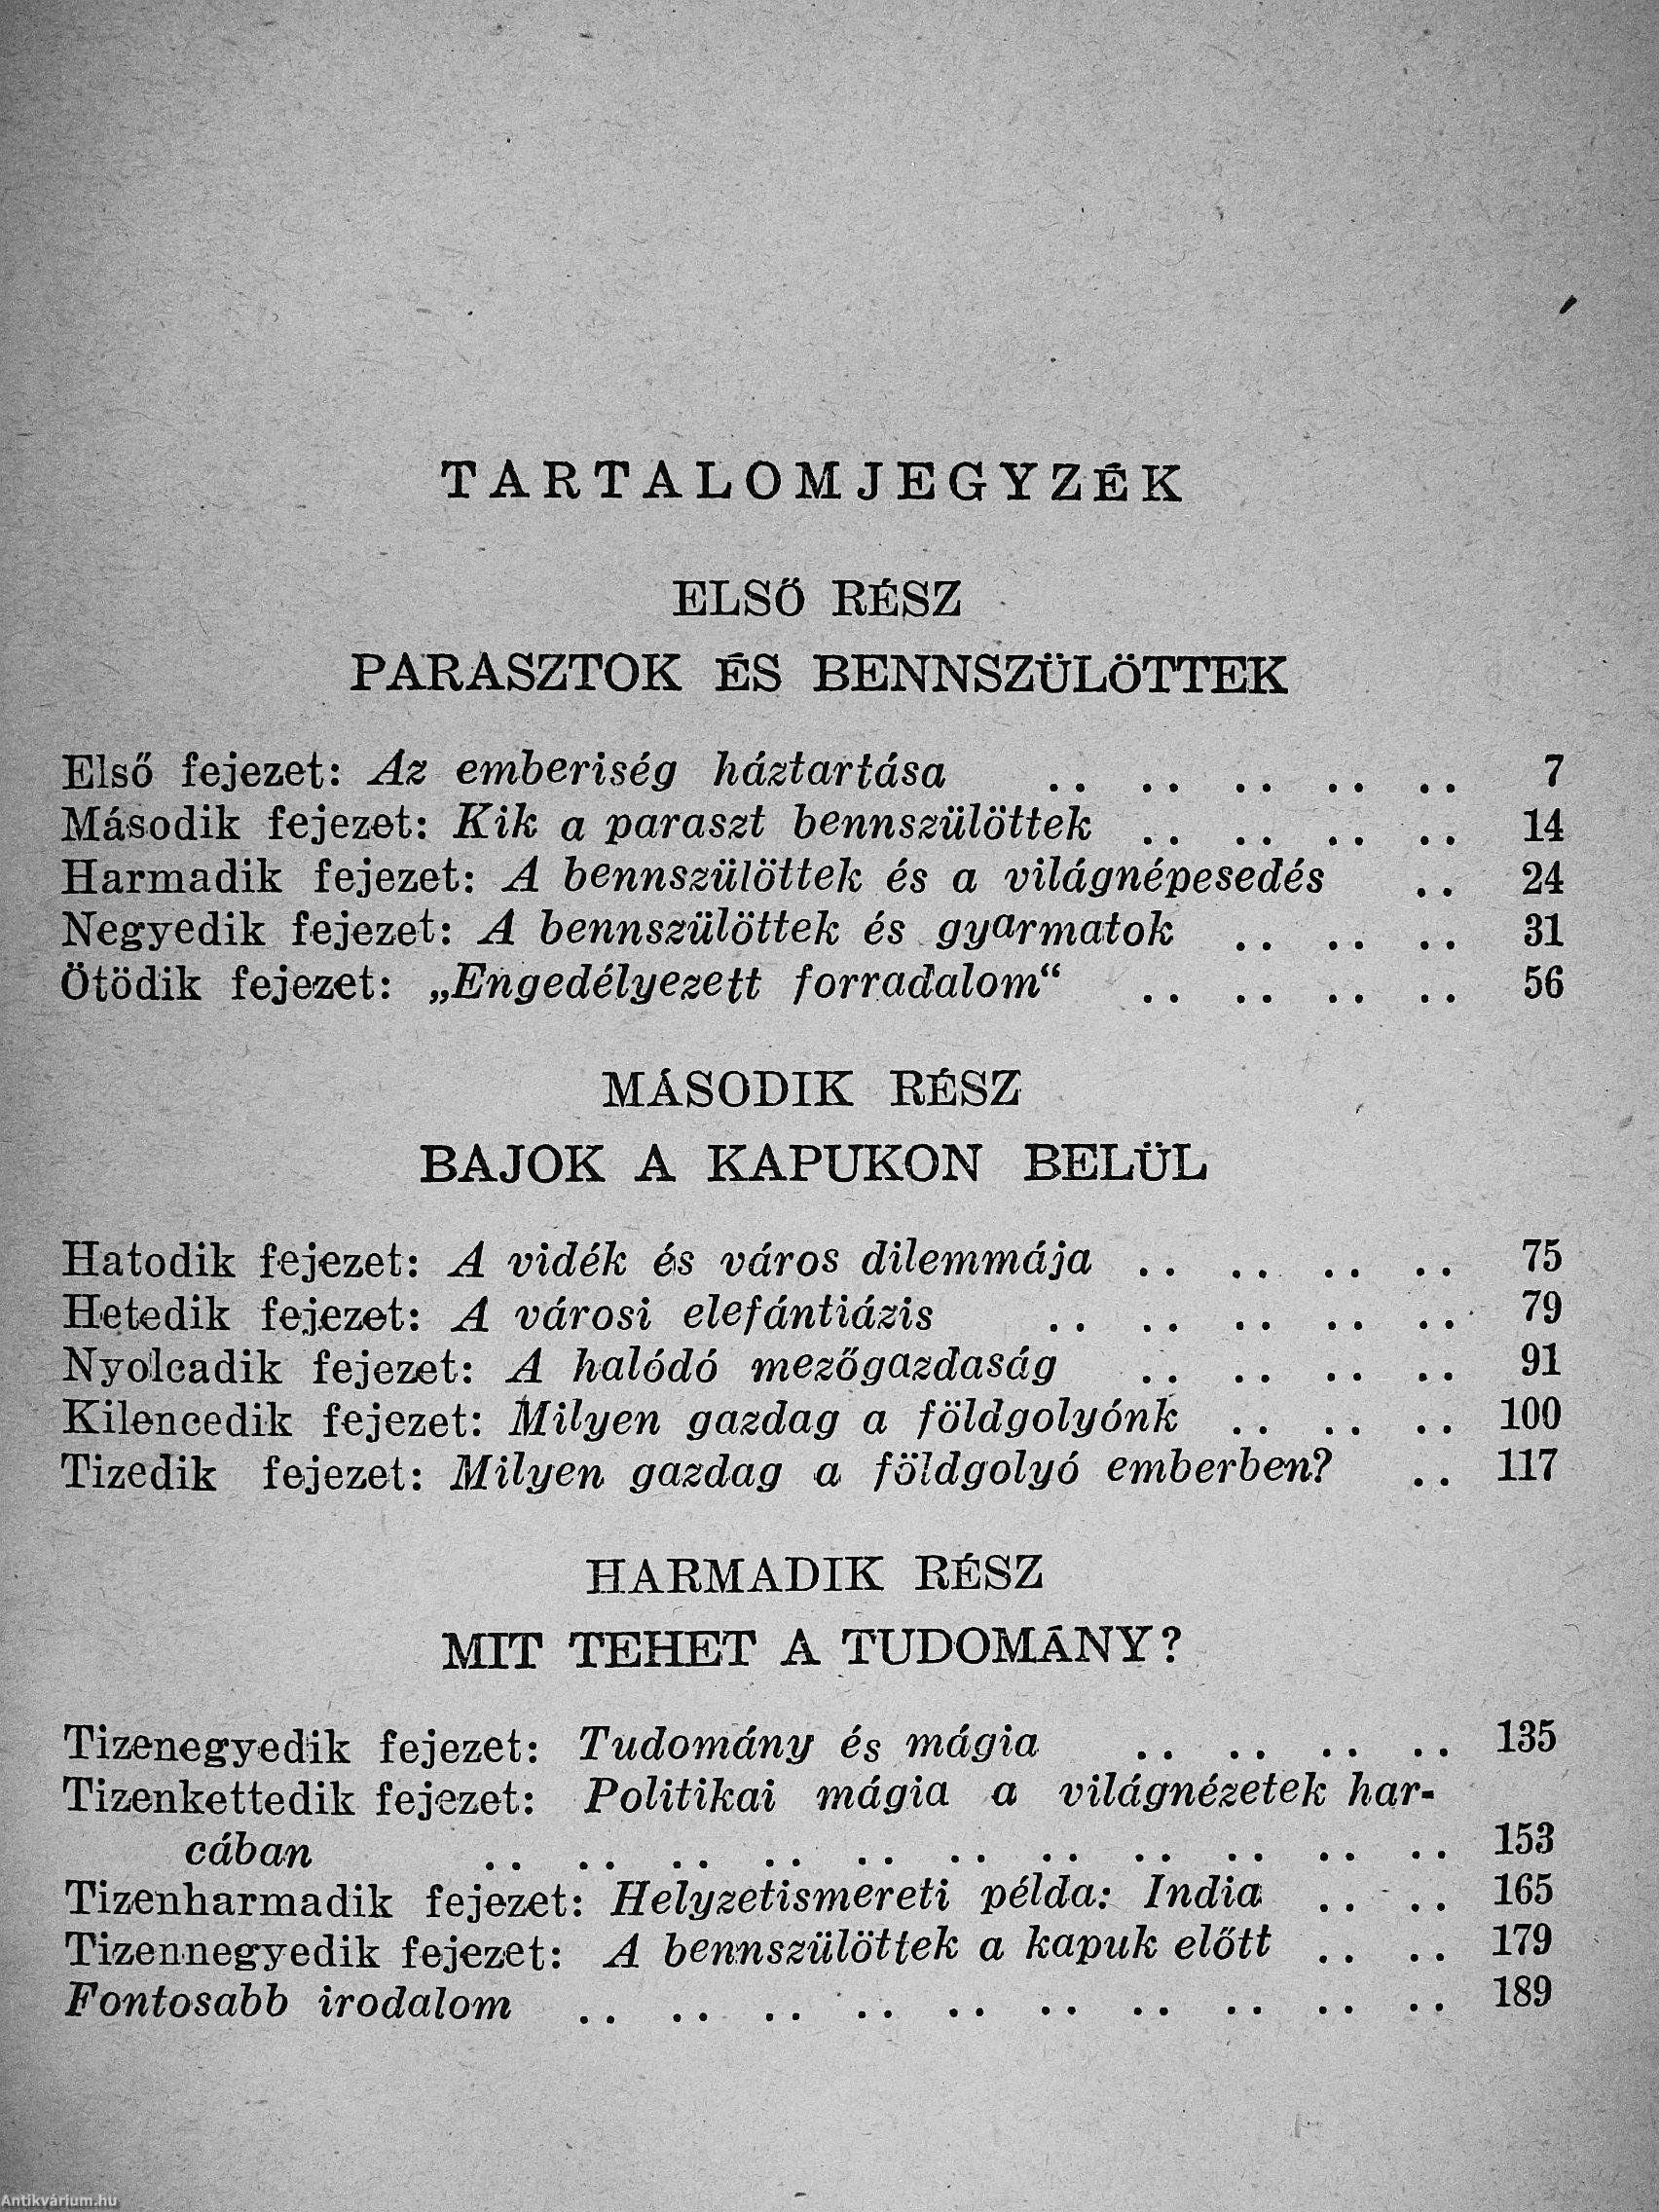 TARTALOMJEGYZÉK
ELSŐ RÉSZ
PARASZTOK ÉS BENNSZÜLÖTTEK
Első fejezet: Az emberiség háztartása .. .. .. .. .. 7
Második fejezet: Kik a paraszt bennszülöttek .. .. .. .. 14
Harmadik fejezet: A bennszülöttek és a világnépesedés .. 24
Negyedik fejezet: A bennszülöttek és gyarmatok .. .. .. 31
Ötödik fejezet: „Engedélyezett forradalom“ .. .. .. .. 56
MÁSODIK RÉSZ
BAJOK A KAPUKON BELÜL
Hatodik fejezet: A vidék és város dilemmája .. .. .. .. 75
Hetedik fejezet: A városi elefántiázis .. .. .. .. .. 79
Nyolcadik fejezet: A halódó mezőgazdaság .. .. .. .. 91
Kilencedik fejezet: Milyen gazdag a földgolyónk .. .. .. 100
Tizedik fejezet: Milyen gazdag a földgolyó emberben? .. 117
HARMADIK RÉSZ
MIT TEHET A TUDOMÁNY?
Tizenegyedik fejezet: Tudomány és mágia .. .. .. .. 135
Tizenkettedik fejezet: Politikai mágia a világnézetek har-
cában .. .. .. .. .. .. .. .. .. .. .. 153
Tizenharmadik fejezet: Helyzetismereti példa: India .. .. 165
Tizennegyedik fejezet: A bennszülöttek a kapuk előtt .. .. 179
Fontosabb irodalom .. .. .. .. .. .. .. .. .. .. 189
Antikvárium.hu